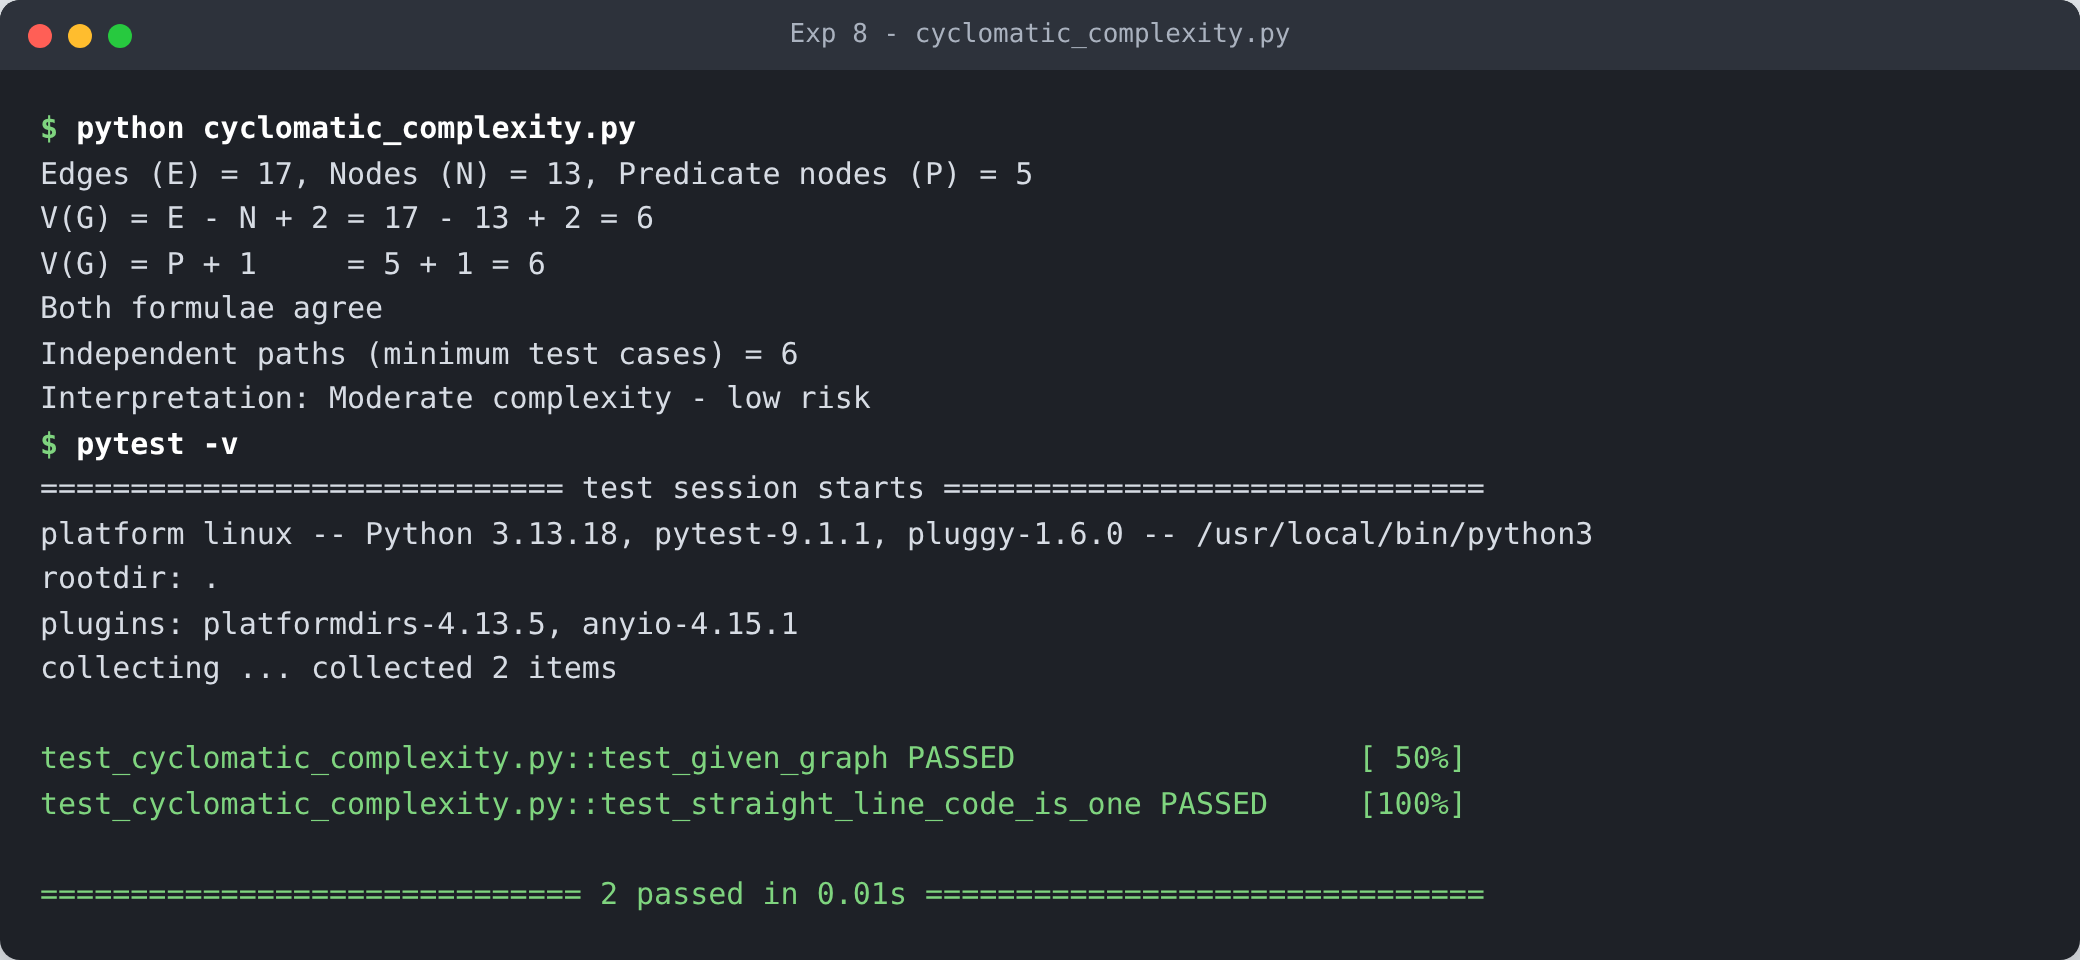 Exp 8 - cyclomatic_complexity.py
$ python cyclomatic_complexity.py
Edges (E) = 17, Nodes (N) = 13, Predicate nodes (P) = 5
V(G) = E - N + 2 = 17 - 13 + 2 = 6
V(G) = P + 1     = 5 + 1 = 6
Both formulae agree
Independent paths (minimum test cases) = 6
Interpretation: Moderate complexity - low risk
$ pytest -v
============================= test session starts ==============================
platform linux -- Python 3.13.18, pytest-9.1.1, pluggy-1.6.0 -- /usr/local/bin/python3
rootdir: .
plugins: platformdirs-4.13.5, anyio-4.15.1
collecting ... collected 2 items
test_cyclomatic_complexity.py::test_given_graph PASSED                   [ 50%]
test_cyclomatic_complexity.py::test_straight_line_code_is_one PASSED     [100%]
============================== 2 passed in 0.01s ===============================